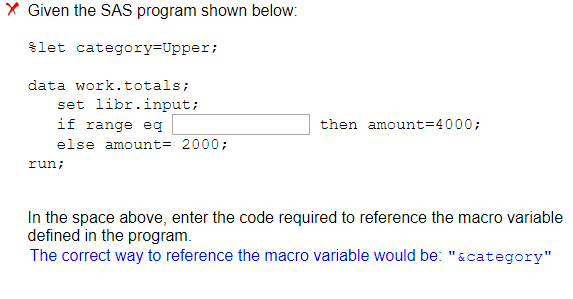 Given the SAS program shown below:
%let category=Upper;
data work.totals;
set libr.input;
if range eq then amount=4000;
else amount= 2000;
run;
In the space above, enter the code required to reference the macro variable
defined in the program.
The correct way to reference the macro variable would be: "&category"